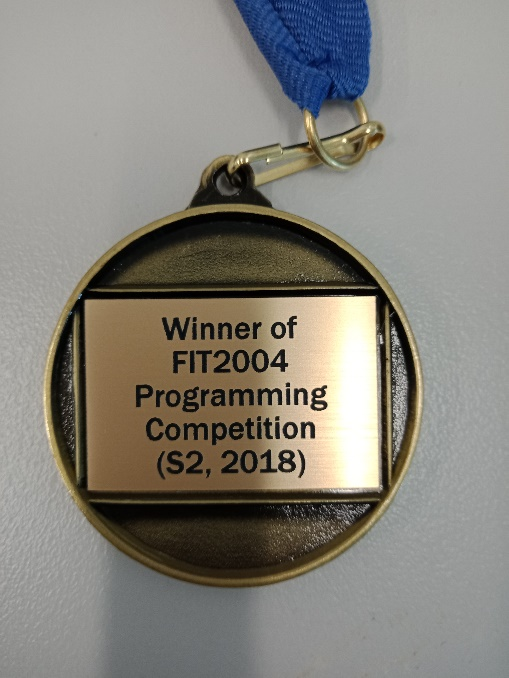 Winner of
FIT2004
Programming
Competition
(S2, 2018)